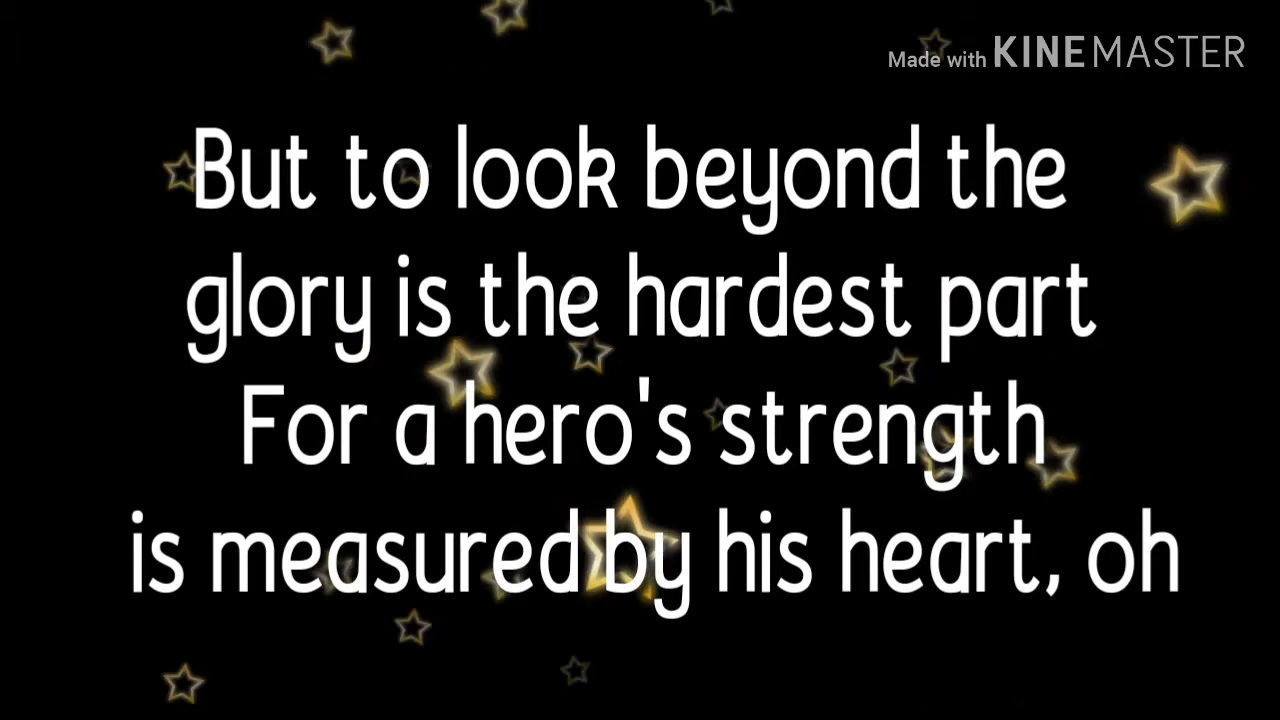 Made with KINEMASTER
But to look beyond the
glory is the hardest part
For a hero's strength
is measured by his heart, oh